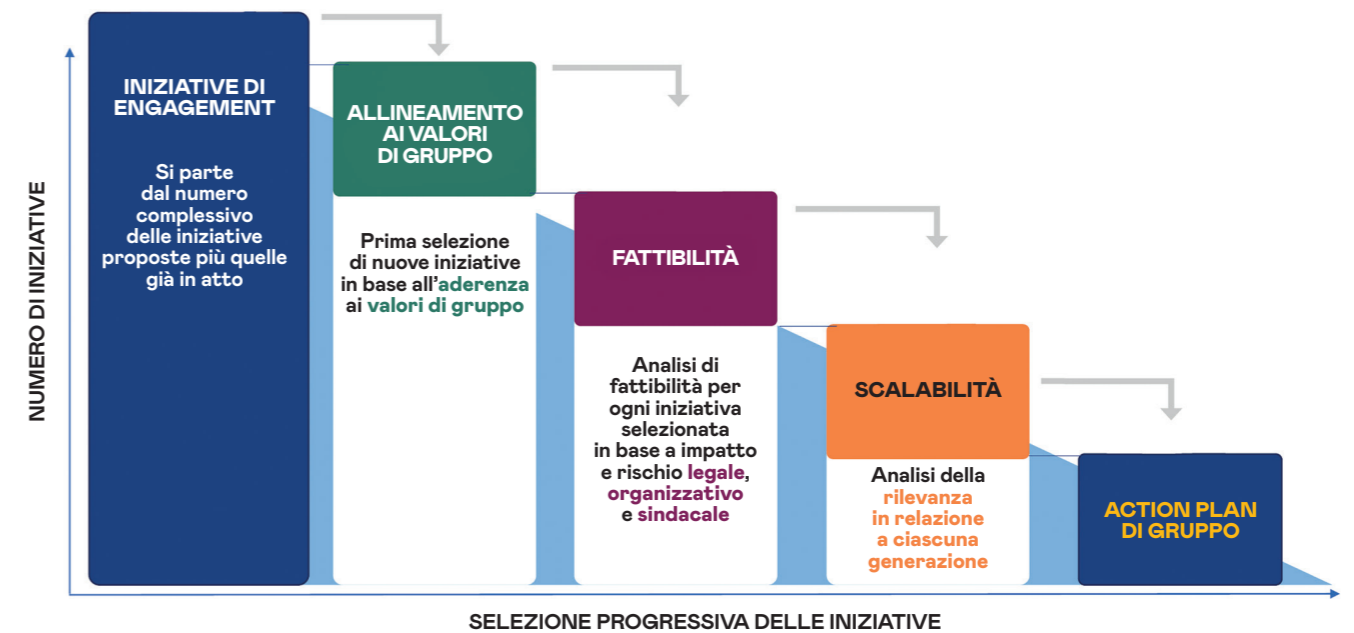 NUMERO DI INIZIATIVE
INIZIATIVE DI
ENGAGEMENT
Si parte
dal numero
complessivo
delle iniziative
proposte più quelle
già in atto
ALLINEAMENTO
AI VALORI
DI GRUPPO
Prima selezione
di nuove iniziative
in base all'aderenza
ai valori di gruppo
FATTIBILITÀ
Analisi di
fattibilità per
ogni iniziativa
selezionata
in base a impatto
e rischio legale,
organizzativo
e sindacale
SCALABILITÀ
Analisi della
rilevanza
in relazione
a ciascuna
generazione
ACTION PLAN
DI GRUPPO
SELEZIONE PROGRESSIVA DELLE INIZIATIVE